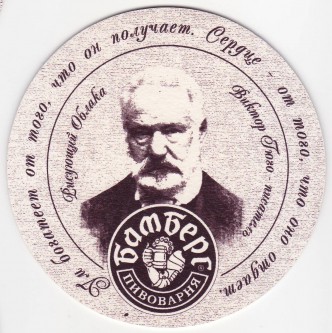 Ум богатеет от того, что он получает. Сердце - от того, что оно отдает.
Рисующий Облака
Виктор Гюго писатель
Бамберг
®
ПИВОВАРНЯ